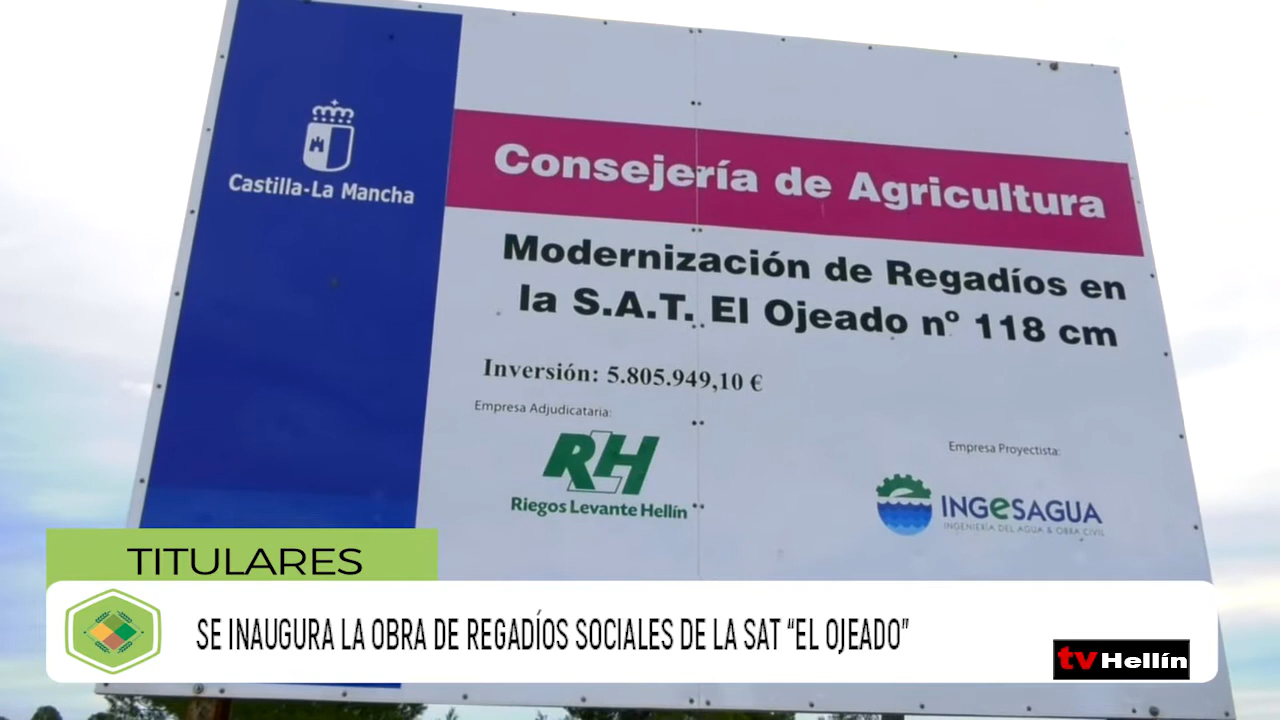 Castilla-La Mancha
Consejería de Agricultura
Modernización de Regadíos en
la S.A.T. El Ojeado nº 118 cm
Inversión: 5.805.949,10 €
Empresa Adjudicataria:
RLH
Riegos Levante Hellín
Empresa Proyectista:
INGeSAGUA
INGENIERÍA DEL AGUA & OBRA CIVIL
TITULARES
SE INAUGURA LA OBRA DE REGADÍOS SOCIALES DE LA SAT “EL OJEADO”
tv Hellín